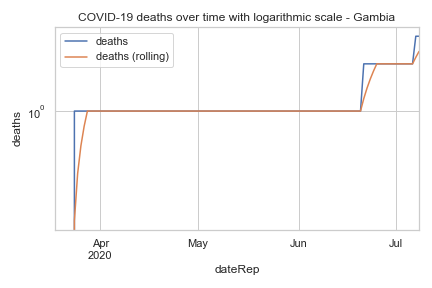 COVID-19 deaths over time with logarithmic scale - Gambia
deaths
deaths (rolling)
deaths
10⁰
Apr
2020
May
Jun
Jul
dateRep